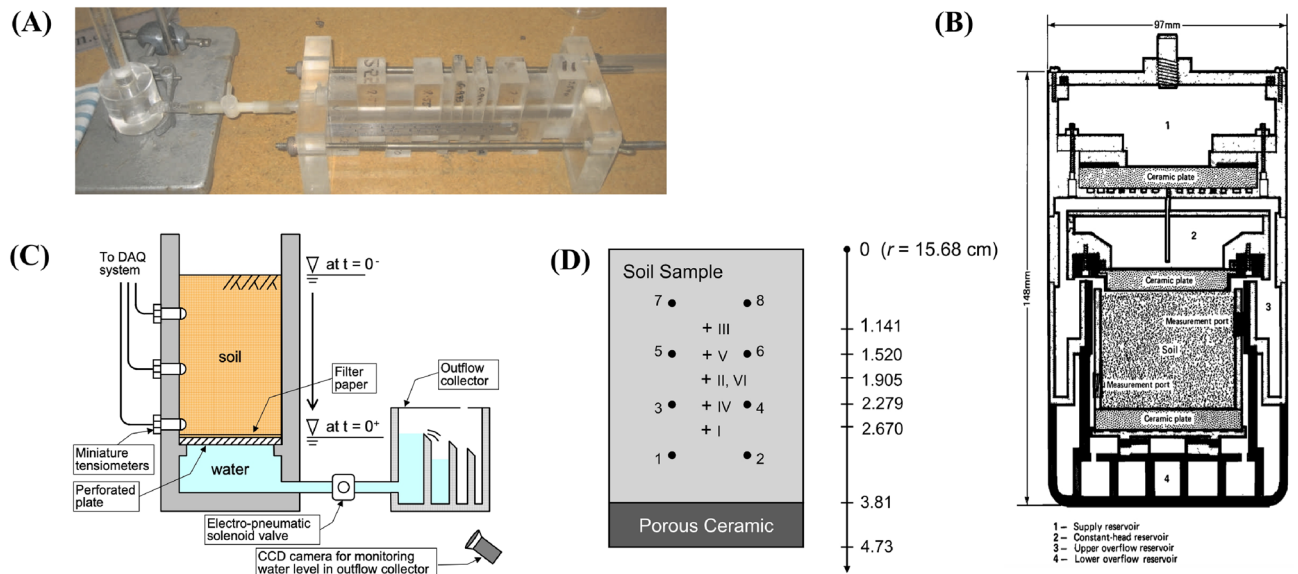 (A)
(B)
97mm
148mm
1
Ceramic plate
2
Ceramic plate
3
Measurement port
Soil
Measurement port
Ceramic plate
4
1 – Supply reservoir
2 – Constant-head reservoir
3 – Upper overflow reservoir
4 – Lower overflow reservoir
(C)
To DAQ
system
at t = 0-
soil
Filter
paper
Outflow
collector
at t = 0+
Miniature
tensiometers
water
Perforated
plate
Electro-pneumatic
solenoid valve
CCD camera for monitoring
water level in outflow collector
(D)
Soil Sample
0 (r = 15.68 cm)
7 8
III
1.141
5 V 6
1.520
II, VI
1.905
3 IV 4
2.279
I
2.670
1 2
3.81
Porous Ceramic
4.73